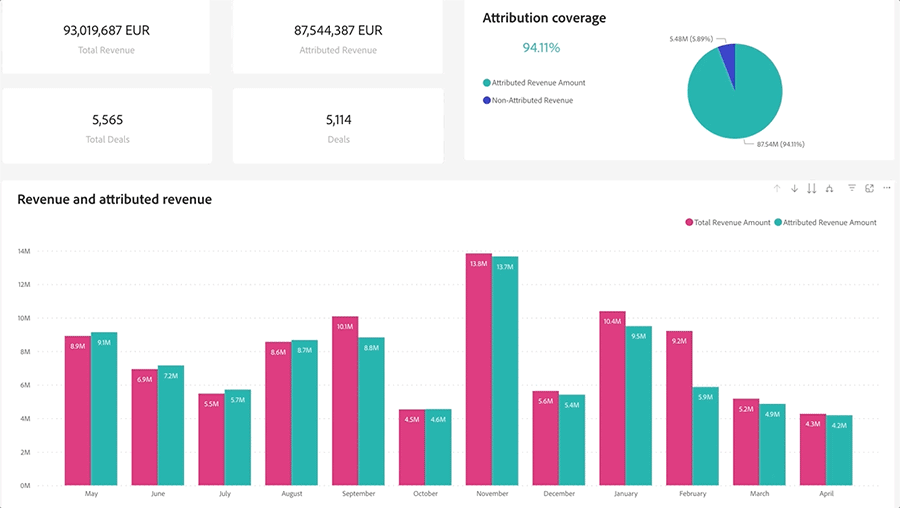 93,019,687 EUR
Total Revenue
87,544,387 EUR
Attributed Revenue
5,565
Total Deals
5,114
Deals
Attribution coverage
94.11%
Attributed Revenue Amount
Non-Attributed Revenue
5.48M (5.89%)
87.54M (94.11%)
Revenue and attributed revenue
Total Revenue Amount Attributed Revenue Amount
14M
12M
10M
8M
6M
4M
2M
0M
8.9M 9.1M
6.9M 7.2M
5.5M 5.7M
8.6M 8.7M
10.1M 8.8M
4.5M 4.6M
13.8M 13.7M
5.6M 5.4M
10.4M 9.5M
9.2M 5.9M
5.2M 4.9M
4.3M 4.2M
May June July August September October November December January February March April